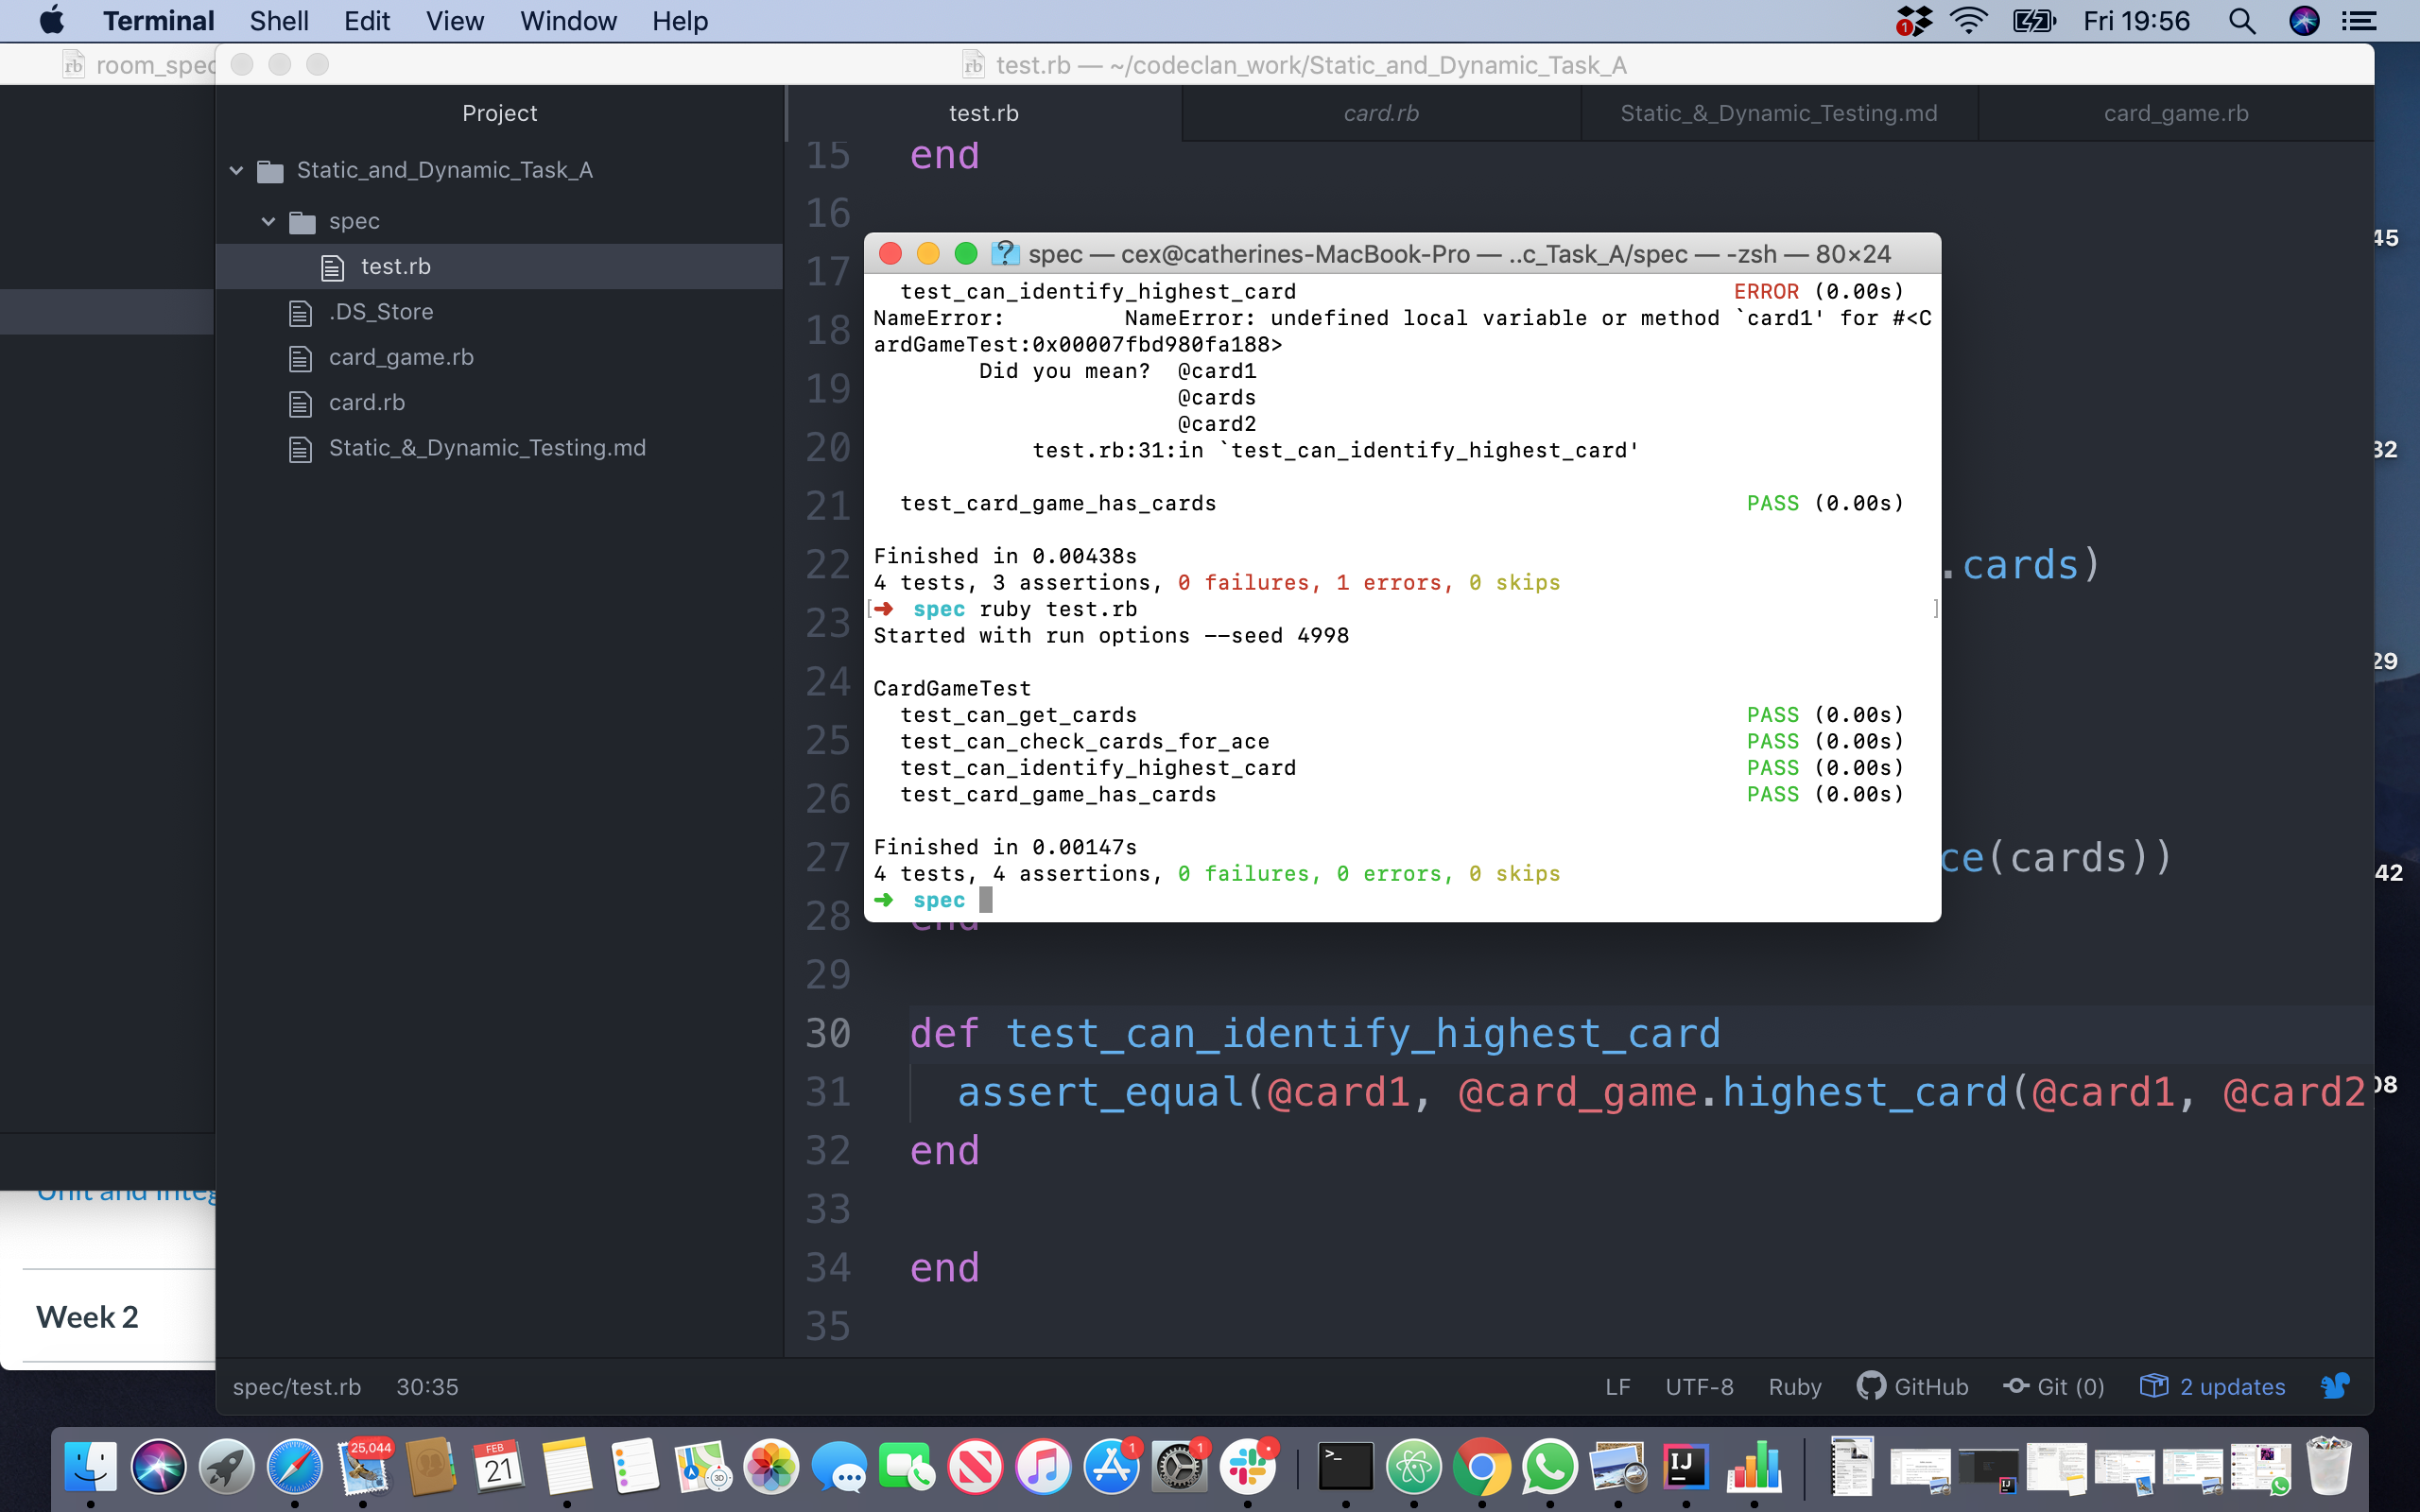 Terminal Shell Edit View Window Help
1 Fri 19:56
rb room_spec
rb test.rb — ~/codeclan_work/Static_and_Dynamic_Task_A
Project
test.rb card.rb Static_&_Dynamic_Testing.md card_game.rb
Static_and_Dynamic_Task_A
spec
test.rb
.DS_Store
card_game.rb
card.rb
Static_&_Dynamic_Testing.md
15 end
16
17
18
19
20
21
22 .cards)
23
24
25
26
27 ce(cards))
28 end
29
30 def test_can_identify_highest_card
31 assert_equal(@card1, @card_game.highest_card(@card1, @card2
32 end
33
34 end
35
spec — cex@catherines-MacBook-Pro — ..c_Task_A/spec — -zsh — 80×24
test_can_identify_highest_card ERROR (0.00s)
NameError: NameError: undefined local variable or method `card1' for #<C
ardGameTest:0x00007fbd980fa188>
Did you mean? @card1
@cards
@card2
test.rb:31:in `test_can_identify_highest_card'
test_card_game_has_cards PASS (0.00s)
Finished in 0.00438s
4 tests, 3 assertions, 0 failures, 1 errors, 0 skips
[➜ spec ruby test.rb ]
Started with run options --seed 4998
CardGameTest
test_can_get_cards PASS (0.00s)
test_can_check_cards_for_ace PASS (0.00s)
test_can_identify_highest_card PASS (0.00s)
test_card_game_has_cards PASS (0.00s)
Finished in 0.00147s
4 tests, 4 assertions, 0 failures, 0 errors, 0 skips
➜ spec
45
32
29
42
08
Unit and Integ
Week 2
spec/test.rb 30:35
LF UTF-8 Ruby GitHub Git (0) 2 updates
25,044
FEB
21
3D
1
1
>_
IJ